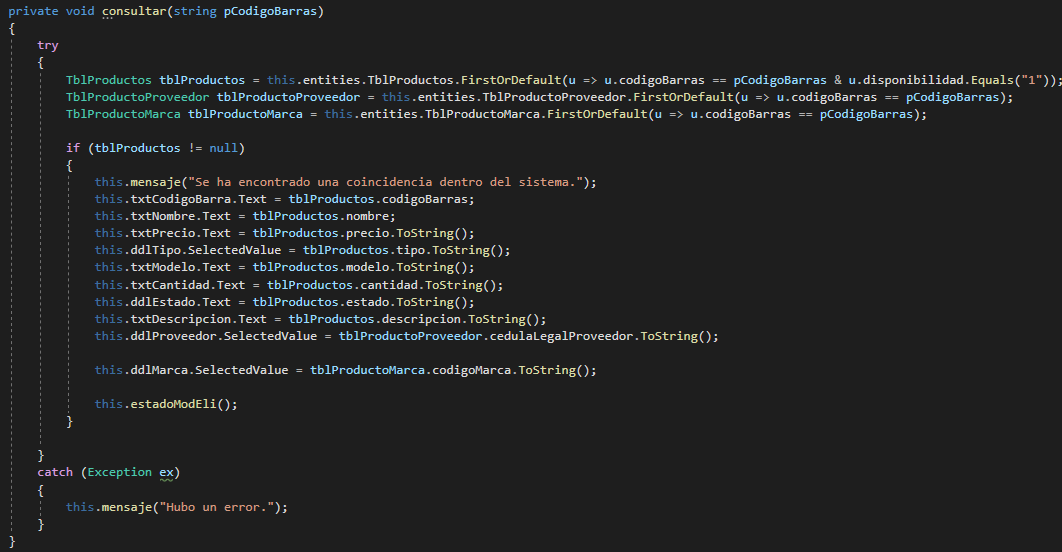 private void consultar(string pCodigoBarras)
{
try
{
TblProductos tblProductos = this.entities.TblProductos.FirstOrDefault(u => u.codigoBarras == pCodigoBarras & u.disponibilidad.Equals("1"));
TblProductoProveedor tblProductoProveedor = this.entities.TblProductoProveedor.FirstOrDefault(u => u.codigoBarras == pCodigoBarras);
TblProductoMarca tblProductoMarca = this.entities.TblProductoMarca.FirstOrDefault(u => u.codigoBarras == pCodigoBarras);
if (tblProductos != null)
{
this.mensaje("Se ha encontrado una coincidencia dentro del sistema.");
this.txtCodigoBarra.Text = tblProductos.codigoBarras;
this.txtNombre.Text = tblProductos.nombre;
this.txtPrecio.Text = tblProductos.precio.ToString();
this.ddlTipo.SelectedValue = tblProductos.tipo.ToString();
this.txtModelo.Text = tblProductos.modelo.ToString();
this.txtCantidad.Text = tblProductos.cantidad.ToString();
this.ddlEstado.Text = tblProductos.estado.ToString();
this.txtDescripcion.Text = tblProductos.descripcion.ToString();
this.ddlProveedor.SelectedValue = tblProductoProveedor.cedulaLegalProveedor.ToString();
this.ddlMarca.SelectedValue = tblProductoMarca.codigoMarca.ToString();
this.estadoModEli();
}
}
catch (Exception ex)
{
this.mensaje("Hubo un error.");
}
}